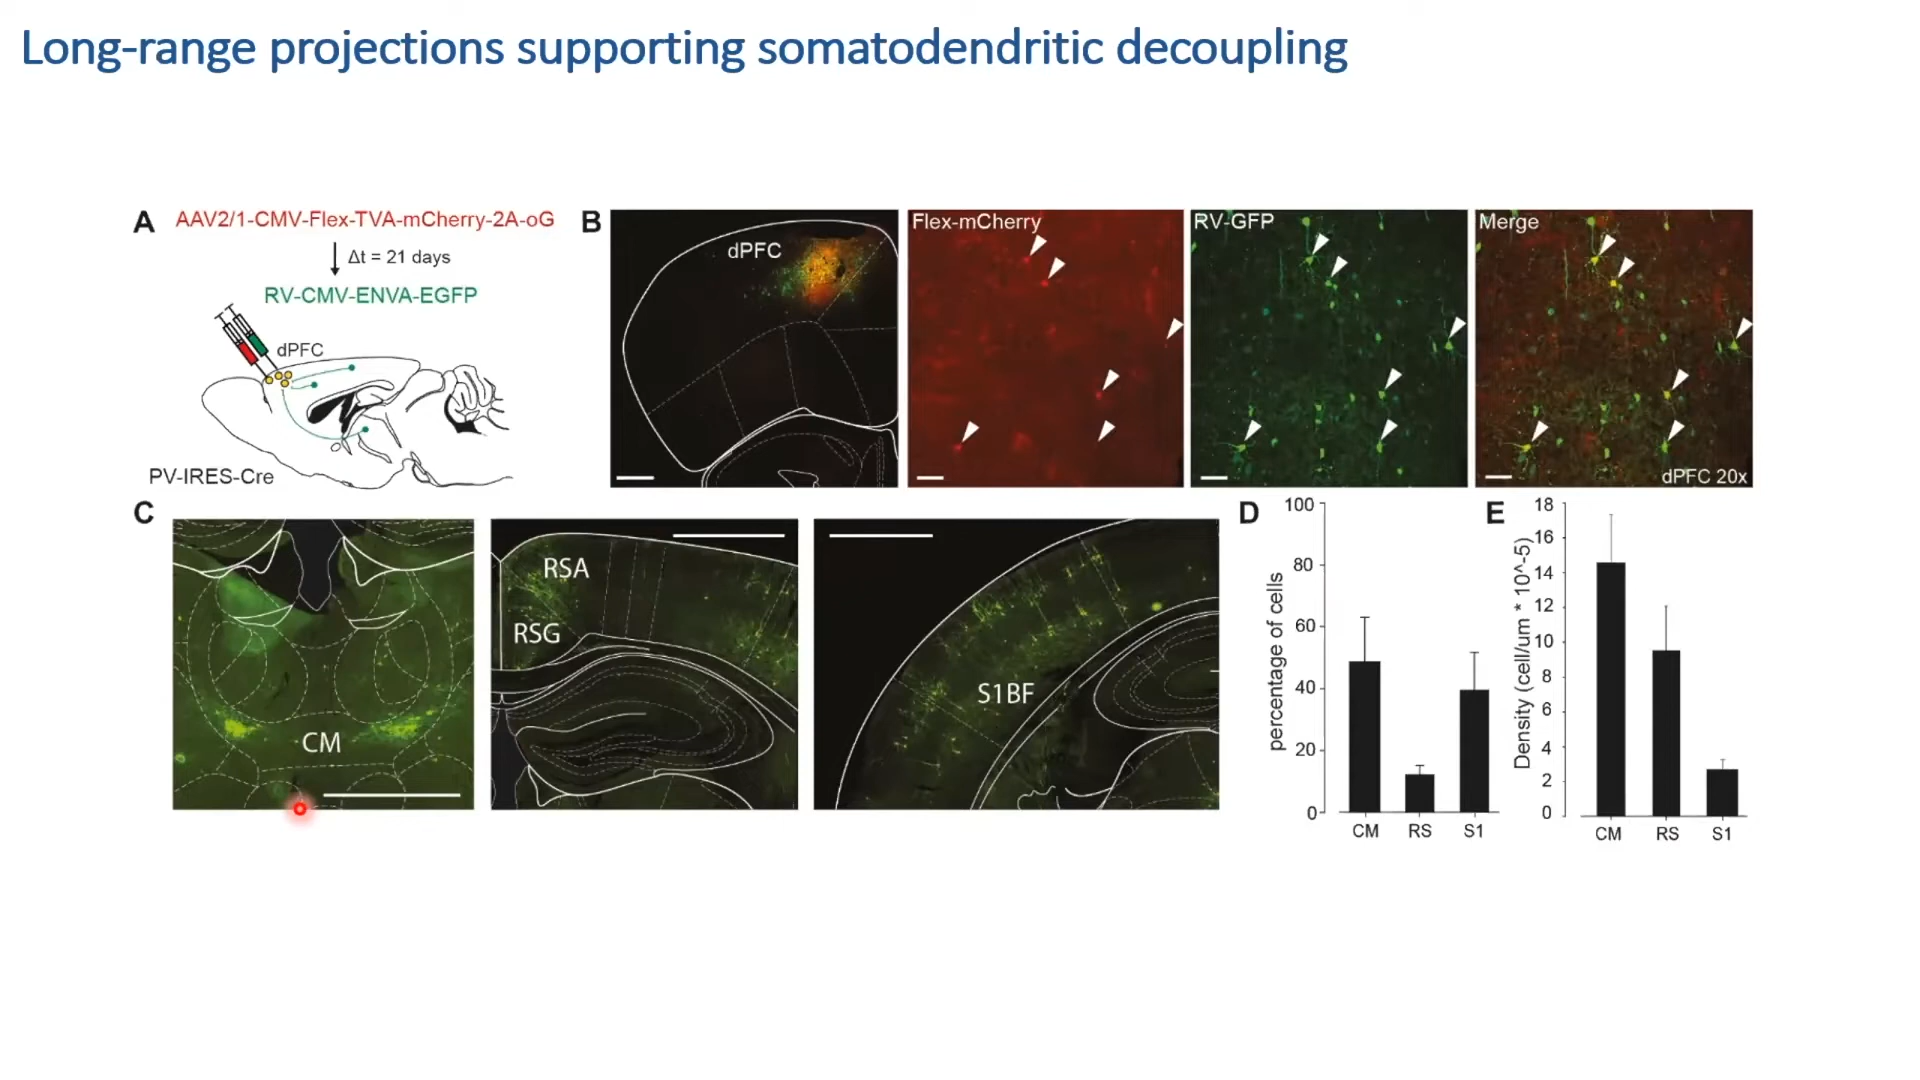 Long-range projections supporting somatodendritic decoupling
A
AAV2/1-CMV-Flex-TVA-mCherry-2A-oG
Δt = 21 days
RV-CMV-ENVA-EGFP
dPFC
PV-IRES-Cre
B
dPFC
Flex-mCherry
RV-GFP
Merge
dPFC 20x
C
CM
RSA
RSG
S1BF
D
percentage of cells
100
80
60
40
20
0
CM RS S1
E
Density (cell/um * 10^-5)
18
16
14
12
10
8
6
4
2
0
CM RS S1